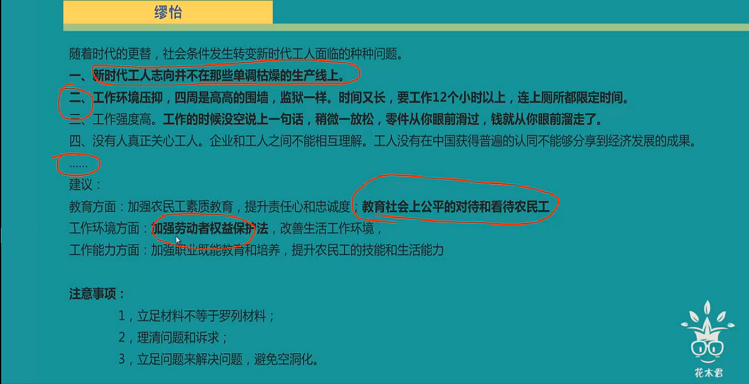 缪怡
随着时代的更替，社会条件发生转变新时代工人面临的种种问题。
一、新时代工人志向并不在那些单调枯燥的生产线上。
二、工作环境压抑，四周是高高的围墙，监狱一样。时间又长，要工作12个小时以上，连上厕所都限定时间。
三、工作强度高。工作的时候没空说上一句话，稍微一放松，零件从你眼前滑过，钱就从你眼前溜走了。
四、没有人真正关心工人。企业和工人之间不能相互理解。工人没有在中国获得普遍的认同不能够分享到经济发展的成果。
......
建议：
教育方面：加强农民工素质教育，提升责任心和忠诚度；教育社会上公平的对待和看待农民工
工作环境方面：加强劳动者权益保护法，改善生活工作环境，
工作能力方面：加强职业既能教育和培养，提升农民工的技能和生活能力
注意事项：
1，立足材料不等于罗列材料；
2，理清问题和诉求；
3，立足问题来解决问题，避免空洞化。
花木君